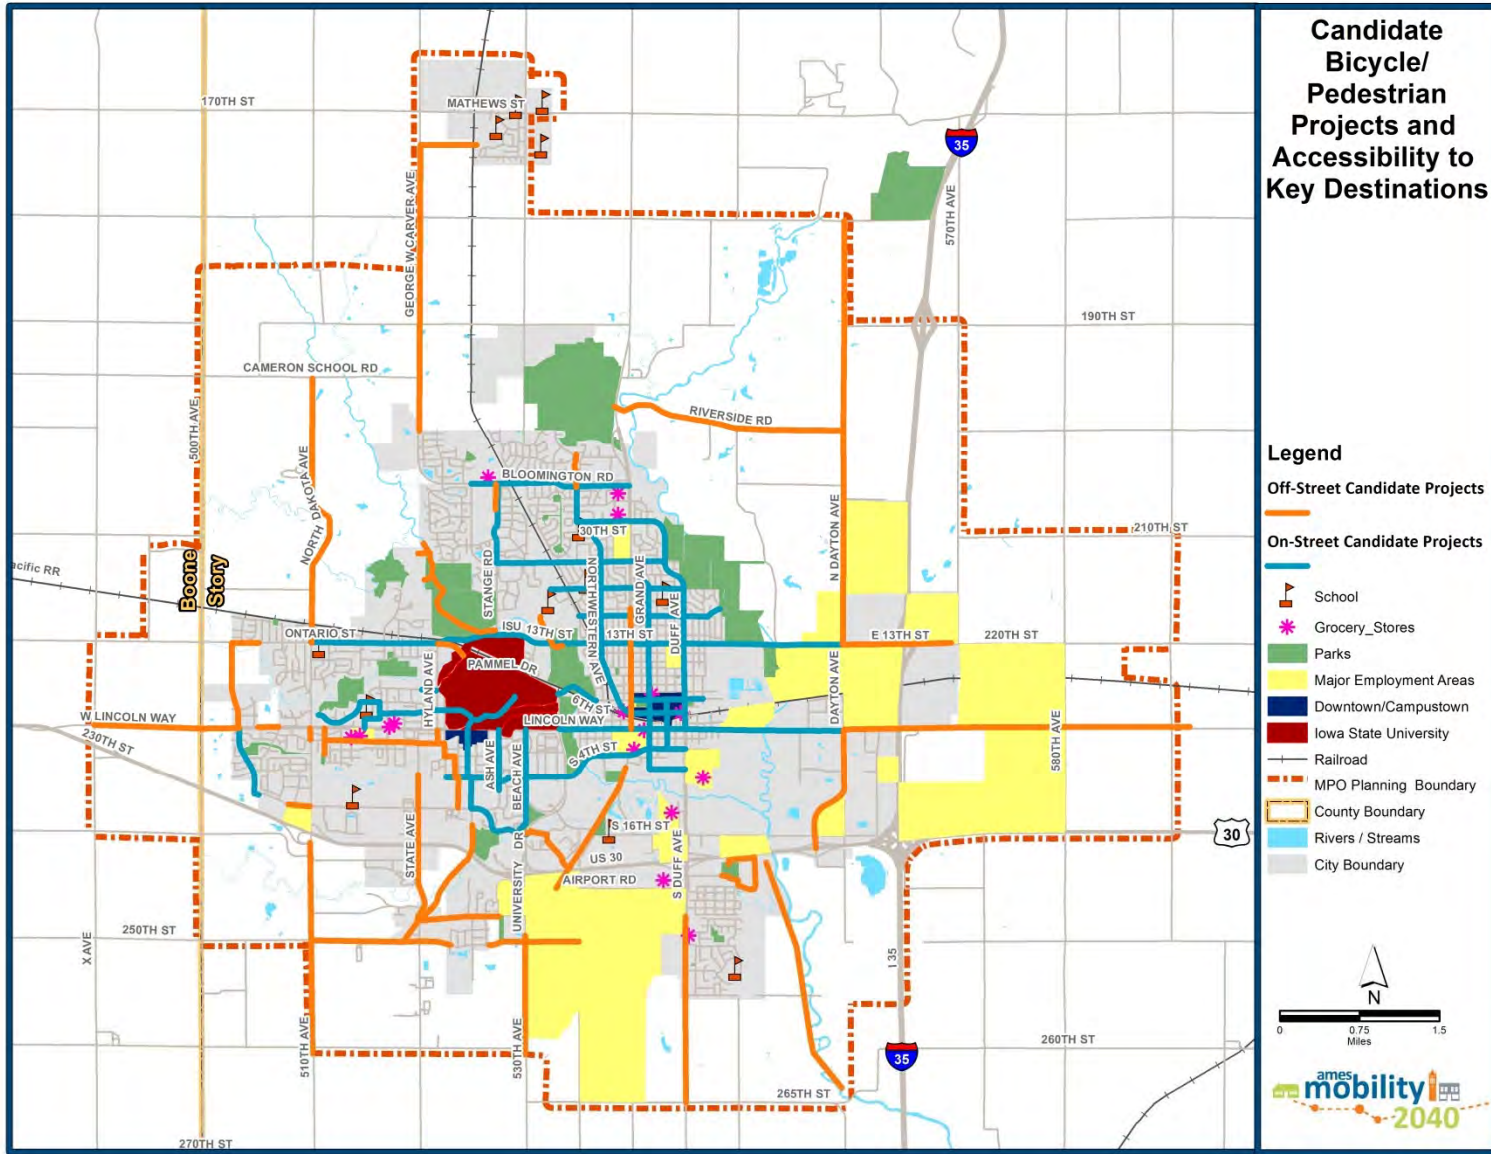 Candidate
Bicycle/
Pedestrian
Projects and
Accessibility to
Key Destinations
170TH ST
MATHEWS ST
35
GEORGE W CARVER AVE
570TH AVE
190TH ST
CAMERON SCHOOL RD
500TH AVE
RIVERSIDE RD
NORTH DAKOTA AVE
BLOOMINGTON RD
30TH ST
N DAYTON AVE
210TH ST
acific RR
Boone
Story
STANGE RD
NORTHWESTERN AVE
GRAND AVE
DUFF AVE
ONTARIO ST
ISU 13TH ST
13TH ST
E 13TH ST
220TH ST
PAMMEL DR
HYLAND AVE
6TH ST
DAYTON AVE
W LINCOLN WAY
LINCOLN WAY
230TH ST
ASH AVE
BEACH AVE
S 4TH ST
580TH AVE
STATE AVE
S 16TH ST
US 30
30
UNIVERSITY DR
AIRPORT RD
S DUFF AVE
X AVE
250TH ST
I 35
510TH AVE
530TH AVE
35
260TH ST
265TH ST
270TH ST
Legend
Off-Street Candidate Projects
On-Street Candidate Projects
School
Grocery_Stores
Parks
Major Employment Areas
Downtown/Campustown
Iowa State University
Railroad
MPO Planning Boundary
County Boundary
Rivers / Streams
City Boundary
N
0 0.75 1.5
Miles
ames
mobility
2040